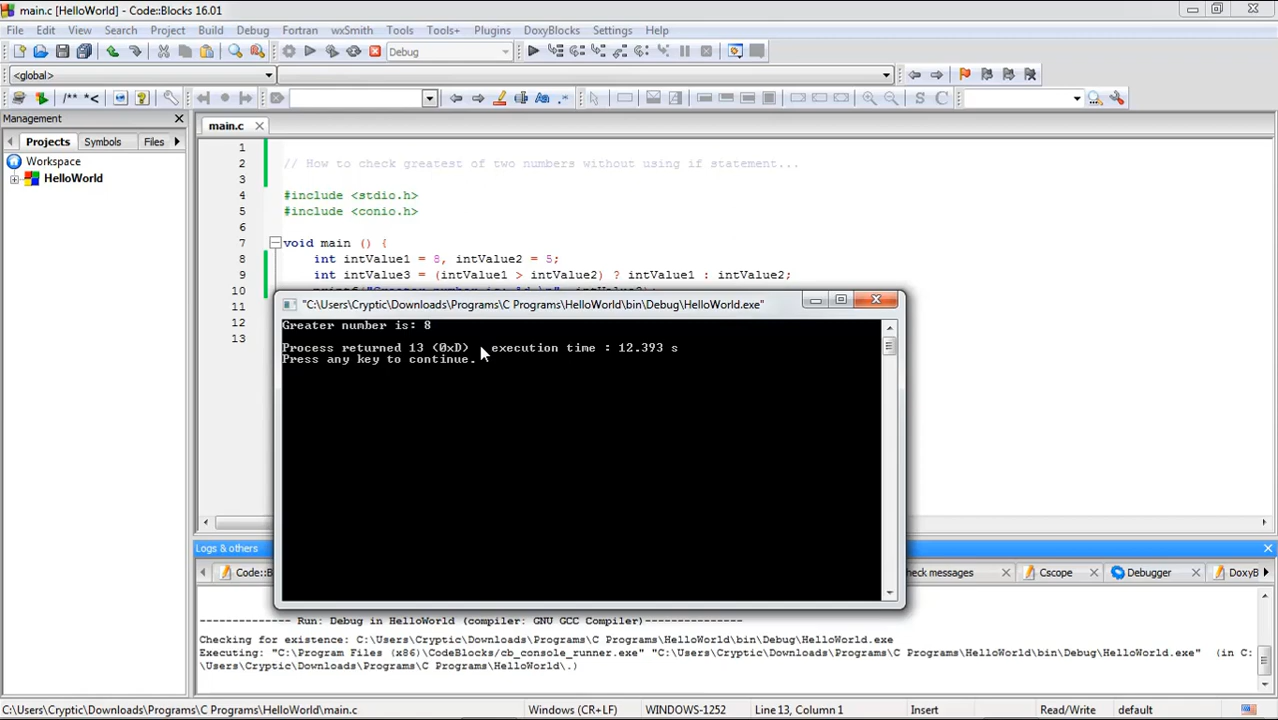 main.c [HelloWorld] - Code::Blocks 16.01
File Edit View Search Project Build Debug Fortran wxSmith Tools Tools+ Plugins DoxyBlocks Settings Help
Debug
<global>
/** *<
S C
Management
main.c
Projects Symbols Files
Workspace
HelloWorld
1
2 // How to check greatest of two numbers without using if statement...
3
4 #include <stdio.h>
5 #include <conio.h>
6
7 void main () {
8 int intValue1 = 8, intValue2 = 5;
9 int intValue3 = (intValue1 > intValue2) ? intValue1 : intValue2;
10 printf("Greater number is: %d \n", intValue3);
11
12
13
"C:\Users\Cryptic\Downloads\Programs\C Programs\HelloWorld\bin\Debug\HelloWorld.exe"
Greater number is: 8
Process returned 13 (0xD) execution time : 12.393 s
Press any key to continue.
Logs & others
Code::B
heck messages Cscope Debugger DoxyB
-------------- Run: Debug in HelloWorld (compiler: GNU GCC Compiler)---------------
Checking for existence: C:\Users\Cryptic\Downloads\Programs\C Programs\HelloWorld\bin\Debug\HelloWorld.exe
Executing: "C:\Program Files (x86)\CodeBlocks/cb_console_runner.exe" "C:\Users\Cryptic\Downloads\Programs\C Programs\HelloWorld\bin\Debug\HelloWorld.exe" (in C:
\Users\Cryptic\Downloads\Programs\C Programs\HelloWorld\.)
C:\Users\Cryptic\Downloads\Programs\C Programs\HelloWorld\main.c Windows (CR+LF) WINDOWS-1252 Line 13, Column 1 Insert Read/Write default